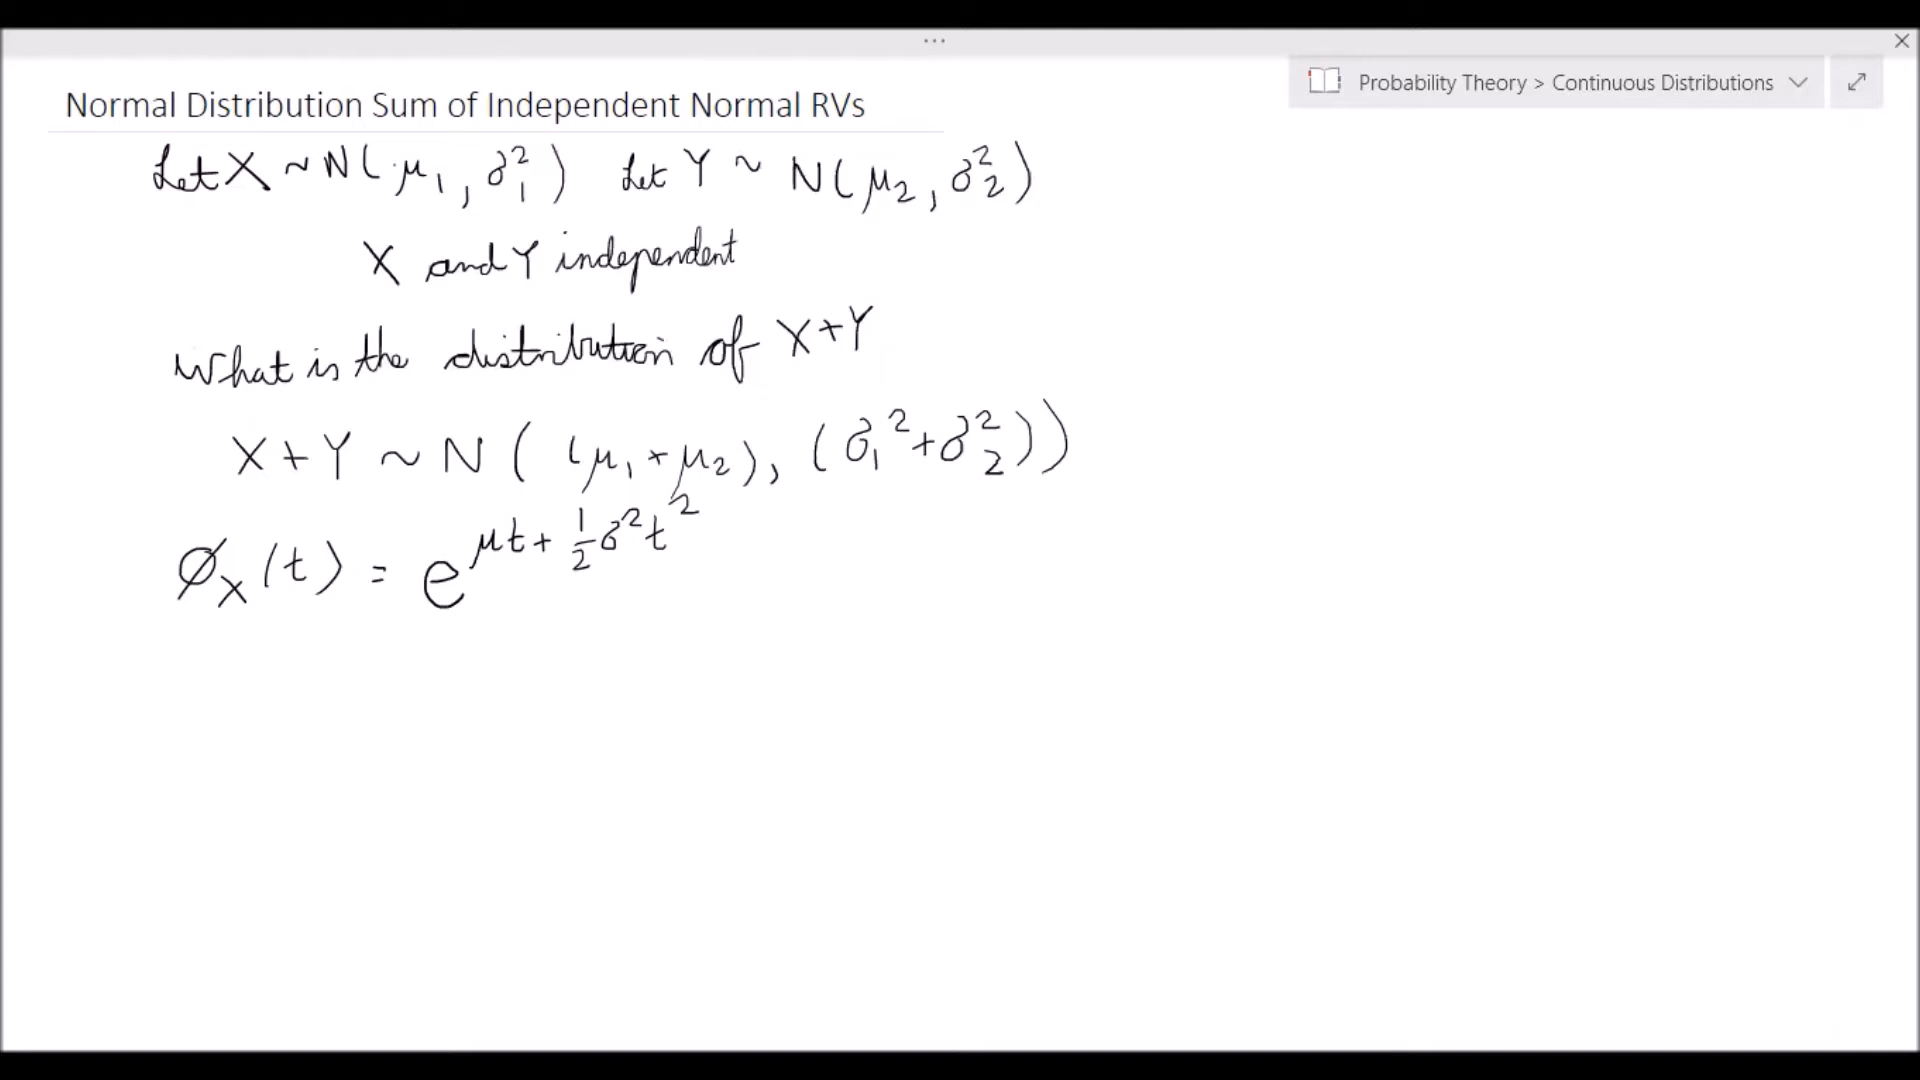 ...
Probability Theory > Continuous Distributions
Normal Distribution Sum of Independent Normal RVs
Let X ~ N(μ₁, σ₁²) Let Y ~ N(μ₂, σ₂²)
X and Y independent
What is the distribution of X+Y
X + Y ~ N((μ₁+μ₂), (σ₁²+σ₂²))
∅ₓ(t) = e^{μt + ½σ²t²}